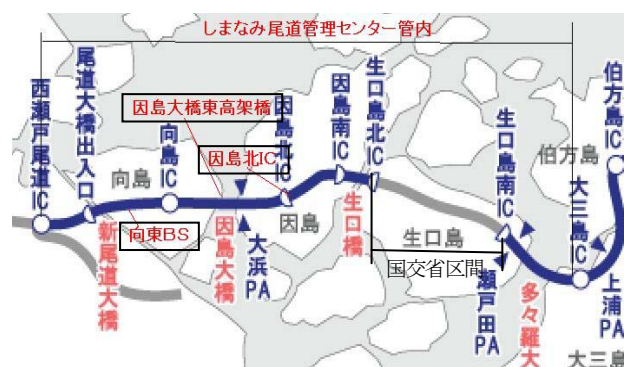 しまなみ尾道管理センター管内
西瀬戸尾道IC
尾道大橋出入口
新尾道大橋
向島
向東BS
向島IC
因島大橋東高架橋
因島大橋
大浜PA
因島北IC
因島北IC
因島
因島南IC
生口橋
生口島北IC
生口島
国交省区間
生口島南IC
瀬戸田PA
多々羅大
大三島IC
伯方島
伯方島IC
上浦PA
大三島